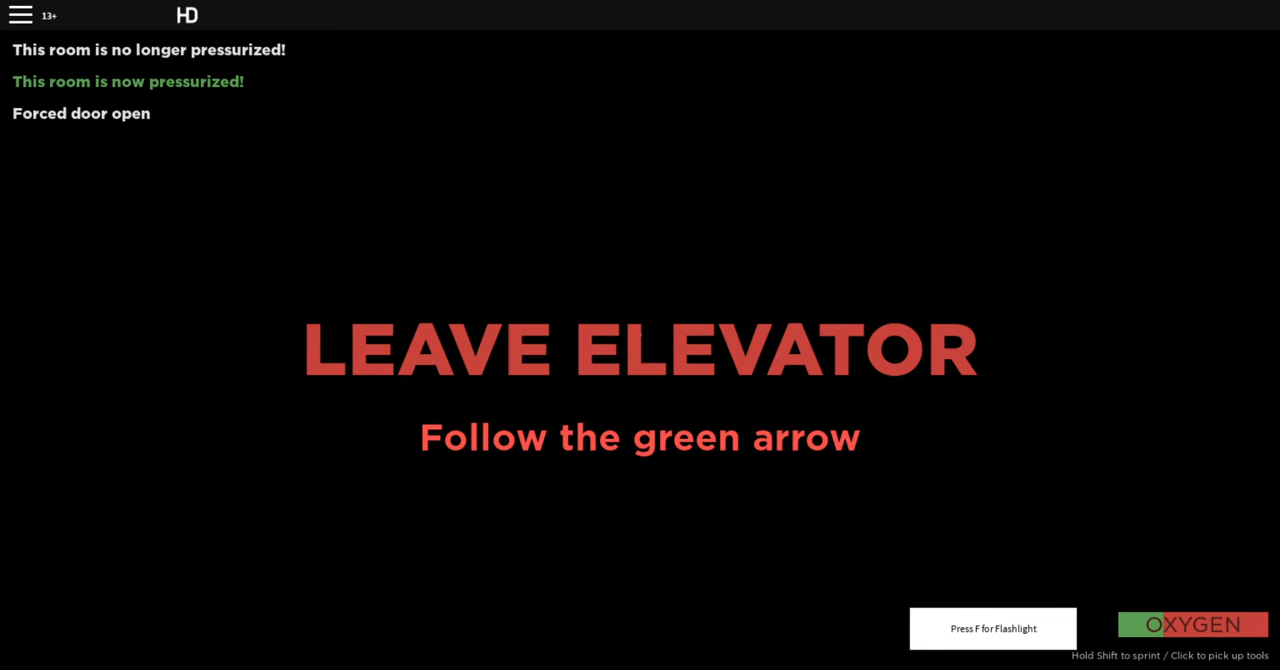 13+
HD
This room is no longer pressurized!
This room is now pressurized!
Forced door open
LEAVE ELEVATOR
Follow the green arrow
Press F for Flashlight
OXYGEN
Hold Shift to sprint / Click to pick up tools